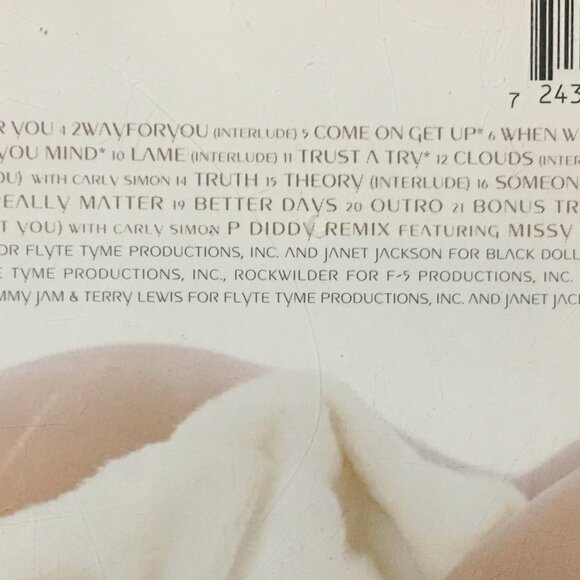 7 243
R YOU 4 2WAYFORYOU (INTERLUDE) 5 COME ON GET UP* 6 WHEN W
YOU MIND* 10 LAME (INTERLUDE) 11 TRUST A TRY* 12 CLOUDS (INTER
OU) WITH CARLY SIMON 14 TRUTH 15 THEORY (INTERLUDE) 16 SOMEON
REALLY MATTER 19 BETTER DAYS 20 OUTRO 21 BONUS TR
T YOU) WITH CARLY SIMON P DIDDY REMIX FEATURING MISSY
OR FLYTE TYME PRODUCTIONS, INC. AND JANET JACKSON FOR BLACK DOLL
E TYME PRODUCTIONS, INC., ROCKWILDER FOR F-5 PRODUCTIONS, INC.
MMY JAM & TERRY LEWIS FOR FLYTE TYME PRODUCTIONS, INC. AND JANET JACK